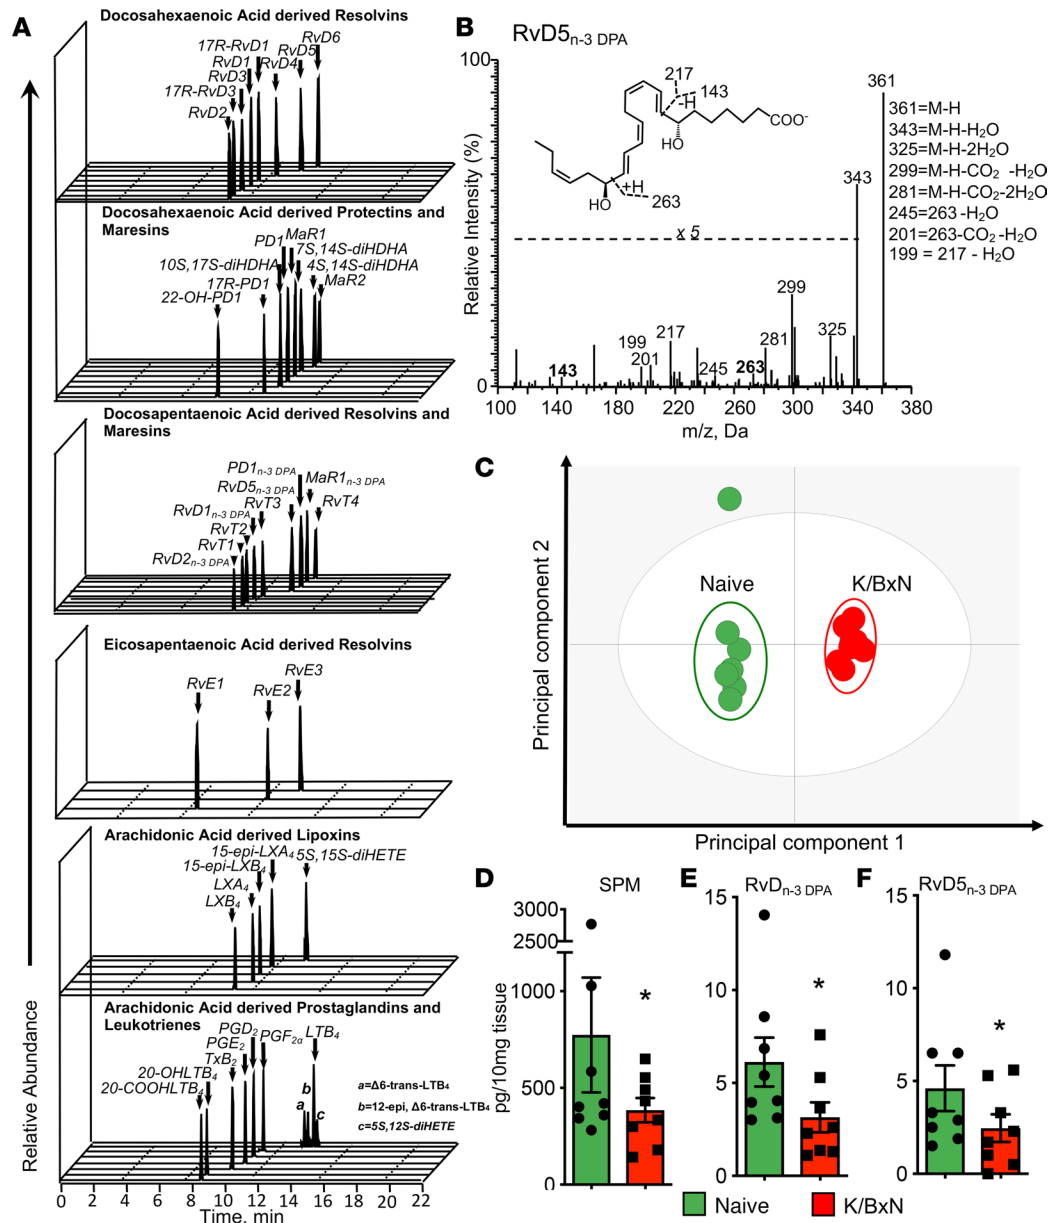 A
Docosahexaenoic Acid derived Resolvins
RvD6
17R-RvD1
RvD5
RvD1
RvD4
RvD3
17R-RvD3
RvD2
Docosahexaenoic Acid derived Protectins and
Maresins
MaR1
PD1
7S,14S-diHDHA
10S,17S-diHDHA
4S,14S-diHDHA
17R-PD1
MaR2
22-OH-PD1
Docosapentaenoic Acid derived Resolvins and
Maresins
PD1n-3 DPA
MaR1n-3 DPA
RvD5n-3 DPA
RvT3
RvT4
RvD1n-3 DPA
RvT2
RvT1
RvD2n-3 DPA
Eicosapentaenoic Acid derived Resolvins
RvE3
RvE1
RvE2
Arachidonic Acid derived Lipoxins
15-epi-LXA4
5S,15S-diHETE
15-epi-LXB4
LXA4
LXB4
Arachidonic Acid derived Prostaglandins and
Leukotrienes
PGD2
PGF2α
LTB4
PGE2
TxB2
20-OHLTB4
20-COOHLTB4
b
a
c
a=Δ6-trans-LTB4
b=12-epi, Δ6-trans-LTB4
c=5S,12S-diHETE
0 2 4 6 8 10 12 14 16 18 20 22
Time, min
Relative Abundance
B
RvD5n-3 DPA
100
0
Relative Intensity (%)
217
143
-H
COO-
HO
+H
HO
263
x 5
361
343
299
325
281
217
199
201
245
263
143
100 140 180 220 260 300 340 380
m/z, Da
361=M-H
343=M-H-H2O
325=M-H-2H2O
299=M-H-CO2 -H2O
281=M-H-CO2-2H2O
245=263 -H2O
201=263-CO2 -H2O
199 = 217 - H2O
C
Naive
K/BxN
Principal component 2
Principal component 1
D
SPM
3000
2500
1000
500
0
pg/10mg tissue
*
E
RvDn-3 DPA
15
10
5
0
*
F
RvD5n-3 DPA
15
10
5
0
*
Naive
K/BxN